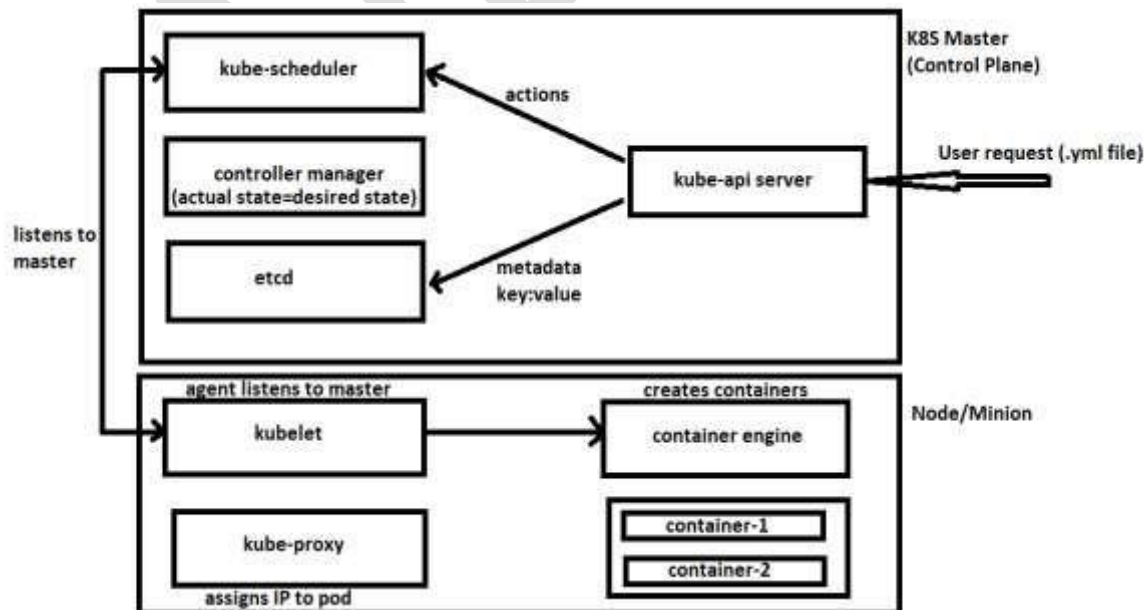 K8S Master
(Control Plane)
kube-scheduler
actions
User request (.yml file)
kube-api server
controller manager
(actual state=desired state)
listens to
master
etcd
metadata
key:value
agent listens to master
creates containers
Node/Minion
kubelet
container engine
container-1
kube-proxy
container-2
assigns IP to pod